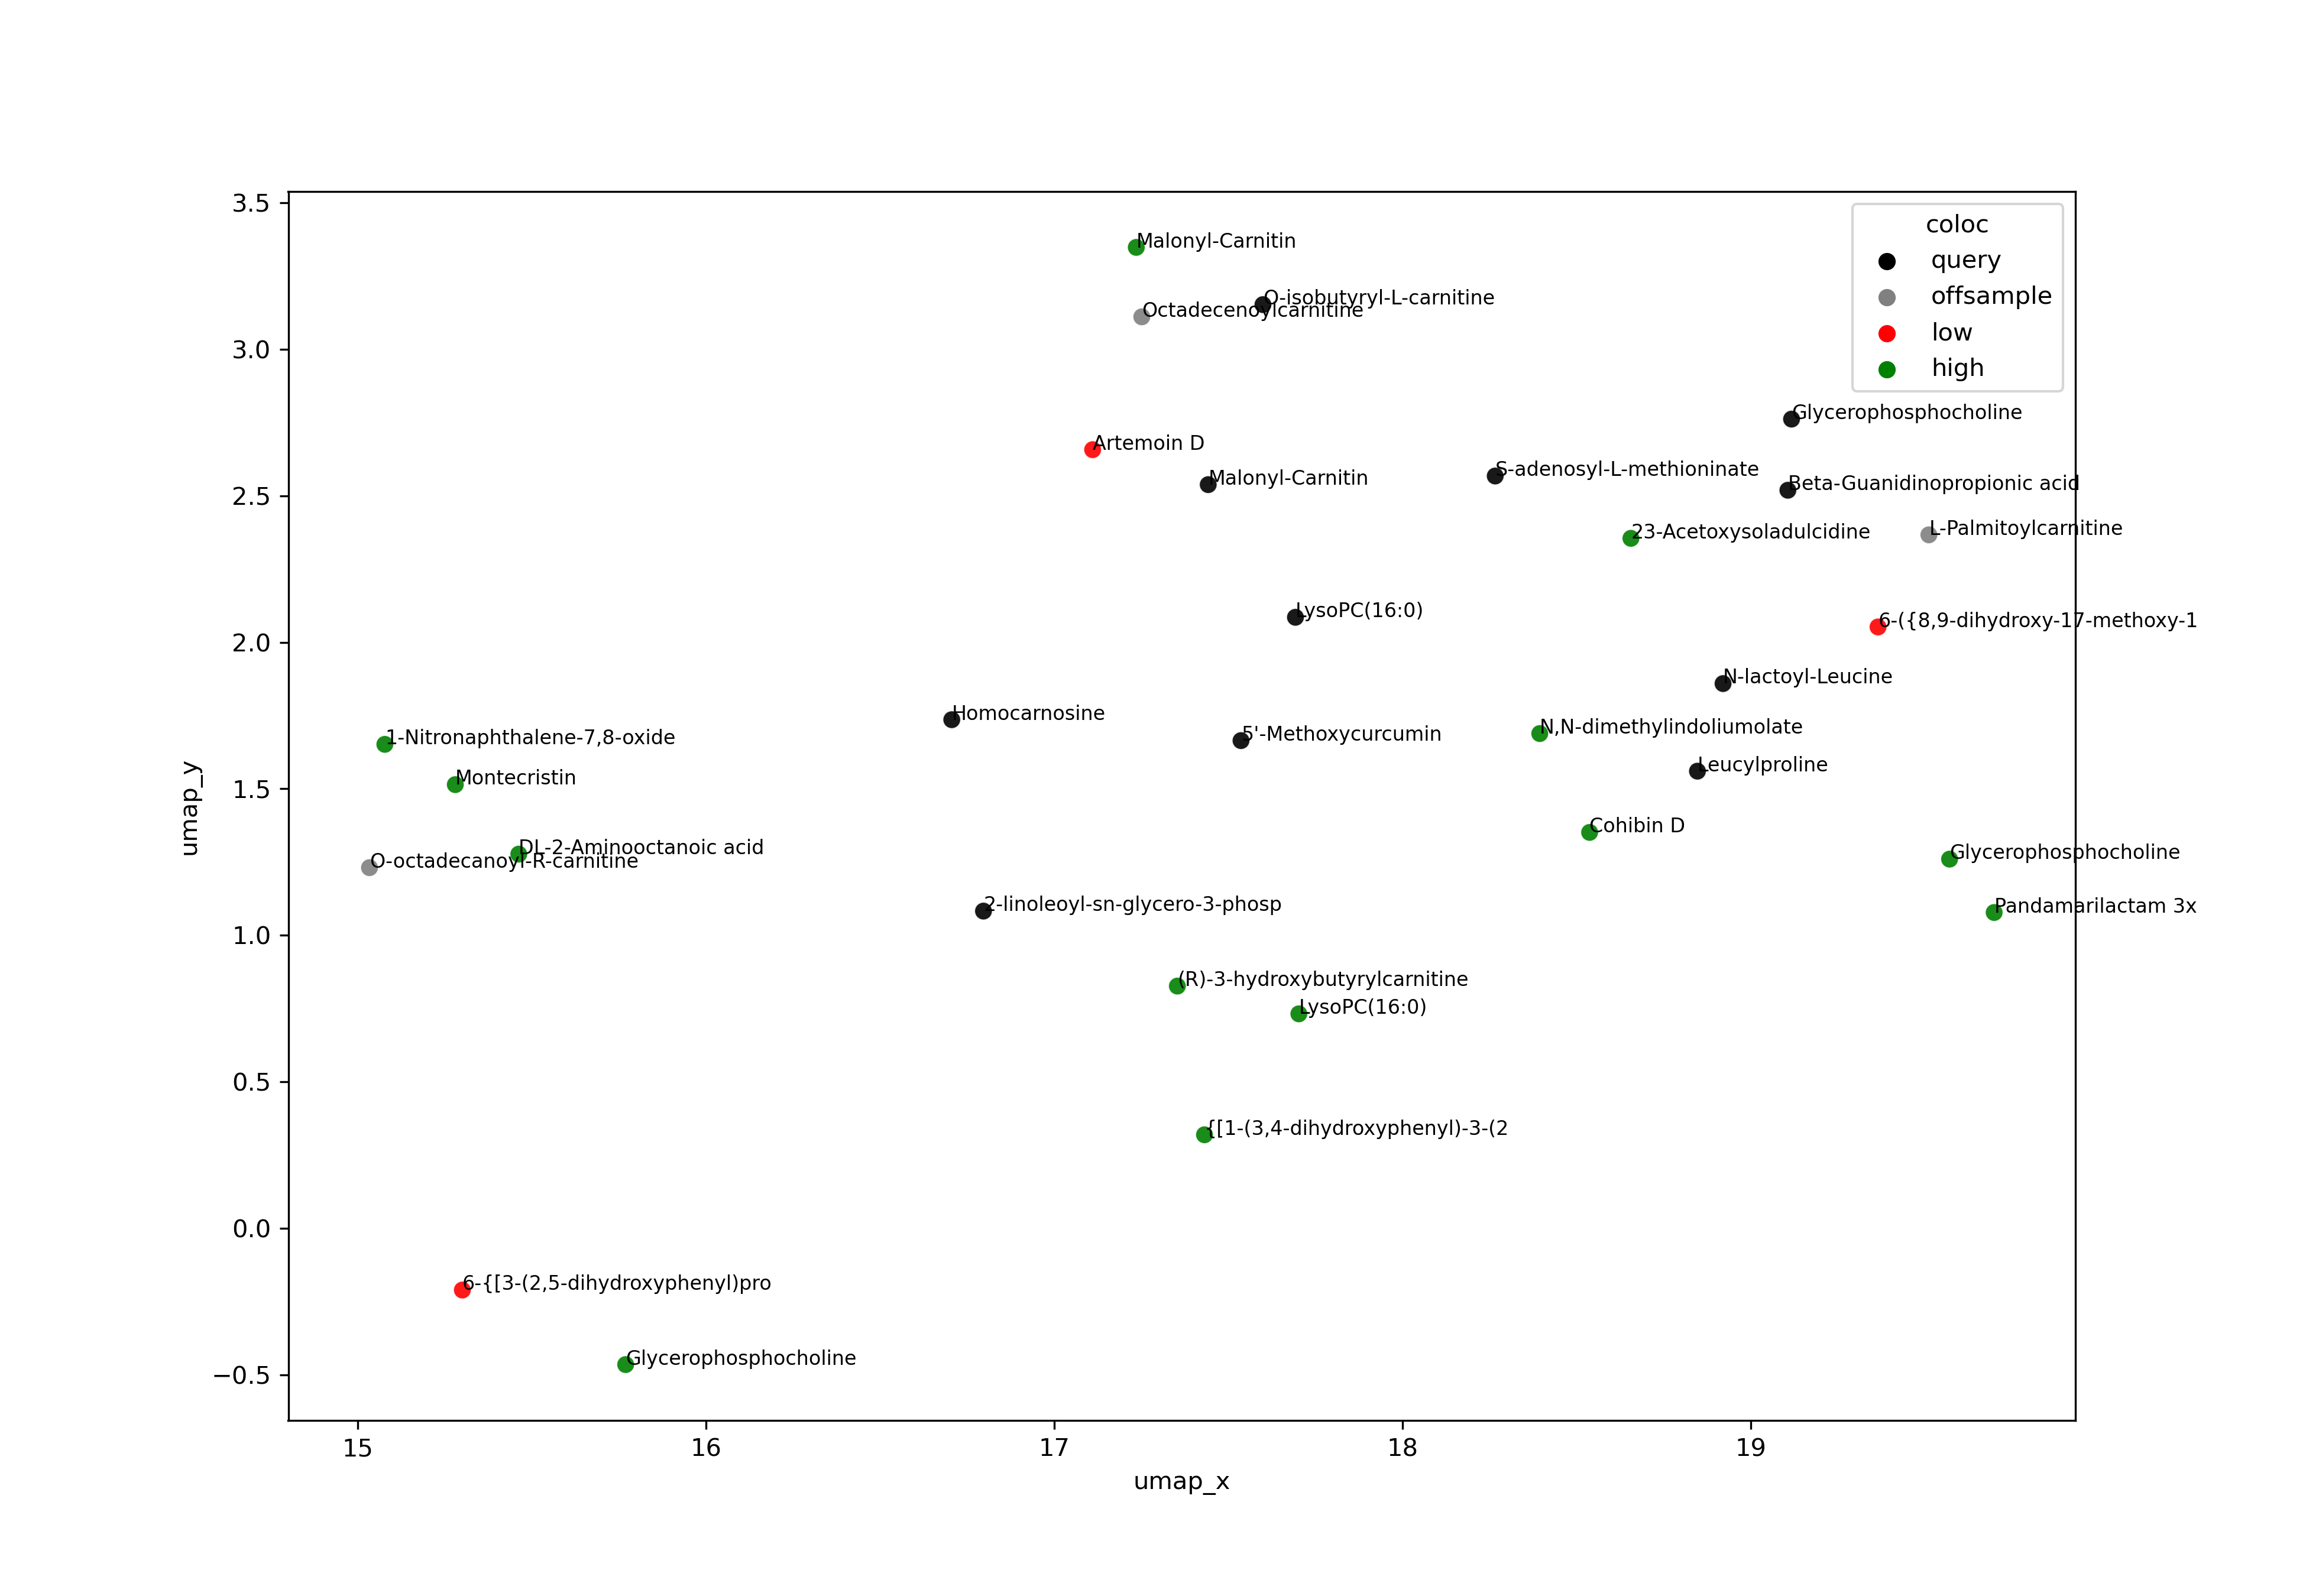 3.5
3.0
2.5
2.0
1.5
1.0
0.5
0.0
−0.5
umap_y
15
16
17
18
19
umap_x
coloc
query
offsample
low
high
Malonyl-Carnitin
O-isobutyryl-L-carnitine
Octadecenoylcarnitine
Glycerophosphocholine
Artemoin D
S-adenosyl-L-methioninate
Malonyl-Carnitin
Beta-Guanidinopropionic acid
23-Acetoxysoladulcidine
L-Palmitoylcarnitine
LysoPC(16:0)
6-({8,9-dihydroxy-17-methoxy-1
N-lactoyl-Leucine
Homocarnosine
5'-Methoxycurcumin
N,N-dimethylindoliumolate
1-Nitronaphthalene-7,8-oxide
Leucylproline
Montecristin
Cohibin D
DL-2-Aminooctanoic acid
O-octadecanoyl-R-carnitine
Glycerophosphocholine
2-linoleoyl-sn-glycero-3-phosp
Pandamarilactam 3x
(R)-3-hydroxybutyrylcarnitine
LysoPC(16:0)
{[1-(3,4-dihydroxyphenyl)-3-(2
6-{[3-(2,5-dihydroxyphenyl)pro
Glycerophosphocholine